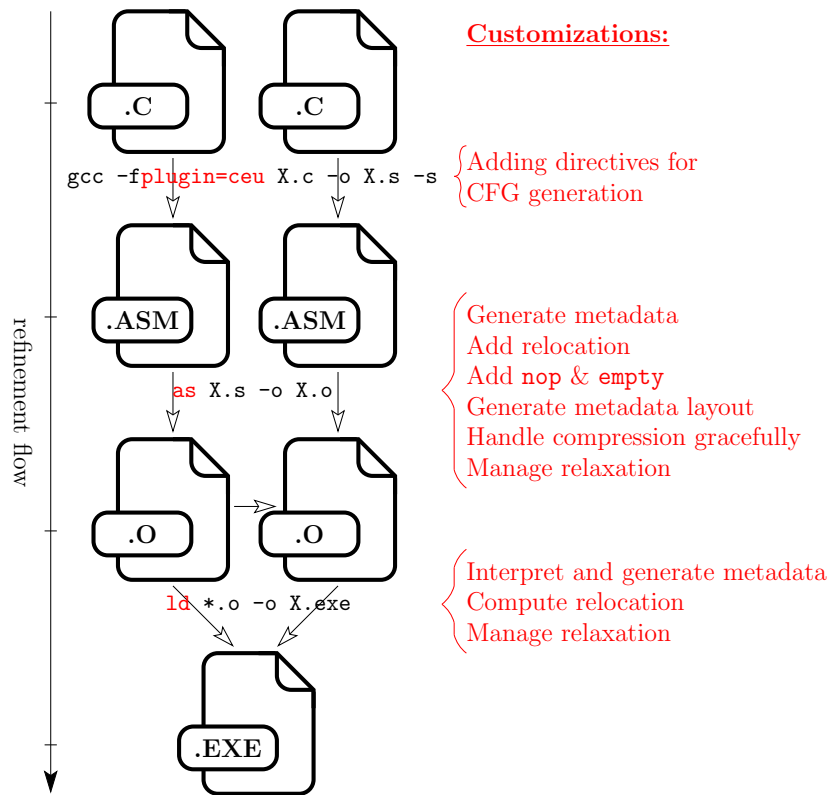 Customizations:
.C
.C
gcc -fplugin=ceu X.c -o X.s -s
Adding directives for
CFG generation
.ASM
.ASM
refinement flow
Generate metadata
Add relocation
Add nop & empty
Generate metadata layout
Handle compression gracefully
Manage relaxation
as X.s -o X.o
.O
.O
ld *.o -o X.exe
Interpret and generate metadata
Compute relocation
Manage relaxation
.EXE